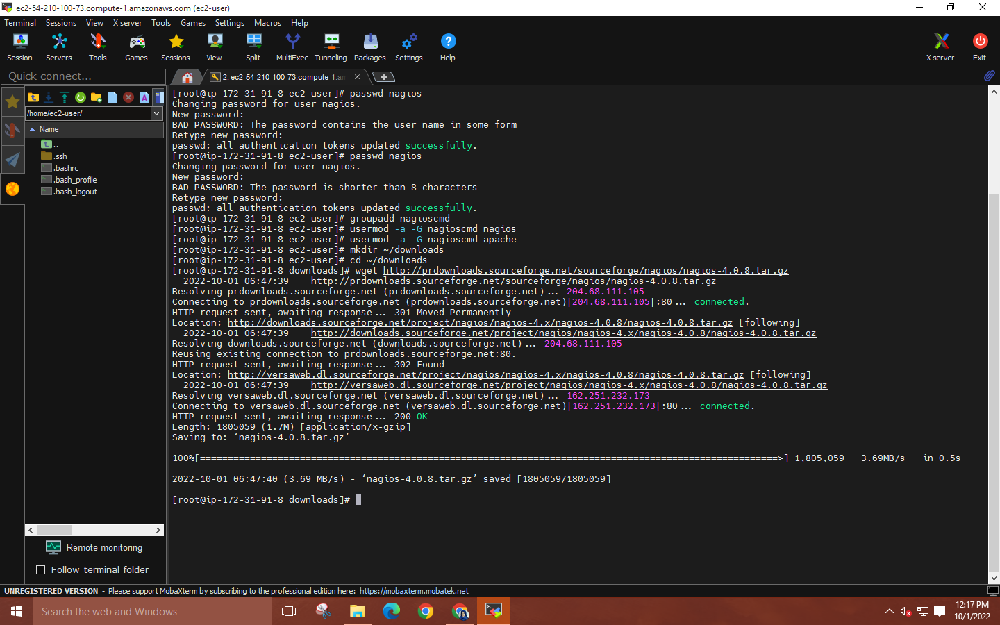 ec2-54-210-100-73.compute-1.amazonaws.com (ec2-user)
Terminal Sessions View X server Tools Games Settings Macros Help
Session Servers Tools Games Sessions View Split MultiExec Tunneling Packages Settings Help X server Exit
Quick connect...
2. ec2-54-210-100-73.compute-1.am
/home/ec2-user/
Name
..
.ssh
.bashrc
.bash_profile
.bash_logout
[root@ip-172-31-91-8 ec2-user]# passwd nagios
Changing password for user nagios.
New password:
BAD PASSWORD: The password contains the user name in some form
Retype new password:
passwd: all authentication tokens updated successfully.
[root@ip-172-31-91-8 ec2-user]# passwd nagios
Changing password for user nagios.
New password:
BAD PASSWORD: The password is shorter than 8 characters
Retype new password:
passwd: all authentication tokens updated successfully.
[root@ip-172-31-91-8 ec2-user]# groupadd nagioscmd
[root@ip-172-31-91-8 ec2-user]# usermod -a -G nagioscmd nagios
[root@ip-172-31-91-8 ec2-user]# usermod -a -G nagioscmd apache
[root@ip-172-31-91-8 ec2-user]# mkdir ~/downloads
[root@ip-172-31-91-8 ec2-user]# cd ~/downloads
[root@ip-172-31-91-8 downloads]# wget http://prdownloads.sourceforge.net/sourceforge/nagios/nagios-4.0.8.tar.gz
--2022-10-01 06:47:39-- http://prdownloads.sourceforge.net/sourceforge/nagios/nagios-4.0.8.tar.gz
Resolving prdownloads.sourceforge.net (prdownloads.sourceforge.net)... 204.68.111.105
Connecting to prdownloads.sourceforge.net (prdownloads.sourceforge.net)|204.68.111.105|:80... connected.
HTTP request sent, awaiting response... 301 Moved Permanently
Location: http://downloads.sourceforge.net/project/nagios/nagios-4.x/nagios-4.0.8/nagios-4.0.8.tar.gz [following]
--2022-10-01 06:47:39-- http://downloads.sourceforge.net/project/nagios/nagios-4.x/nagios-4.0.8/nagios-4.0.8.tar.gz
Resolving downloads.sourceforge.net (downloads.sourceforge.net)... 204.68.111.105
Reusing existing connection to prdownloads.sourceforge.net:80.
HTTP request sent, awaiting response... 302 Found
Location: http://versaweb.dl.sourceforge.net/project/nagios/nagios-4.x/nagios-4.0.8/nagios-4.0.8.tar.gz [following]
--2022-10-01 06:47:39-- http://versaweb.dl.sourceforge.net/project/nagios/nagios-4.x/nagios-4.0.8/nagios-4.0.8.tar.gz
Resolving versaweb.dl.sourceforge.net (versaweb.dl.sourceforge.net)... 162.251.232.173
Connecting to versaweb.dl.sourceforge.net (versaweb.dl.sourceforge.net)|162.251.232.173|:80... connected.
HTTP request sent, awaiting response... 200 OK
Length: 1805059 (1.7M) [application/x-gzip]
Saving to: ‘nagios-4.0.8.tar.gz’
100%[========================================================================================================>] 1,805,059 3.69MB/s in 0.5s
2022-10-01 06:47:40 (3.69 MB/s) - ‘nagios-4.0.8.tar.gz’ saved [1805059/1805059]
[root@ip-172-31-91-8 downloads]#
Remote monitoring
Follow terminal folder
UNREGISTERED VERSION - Please support MobaXterm by subscribing to the professional edition here: https://mobaxterm.mobatek.net
Search the web and Windows
12:17 PM
10/1/2022